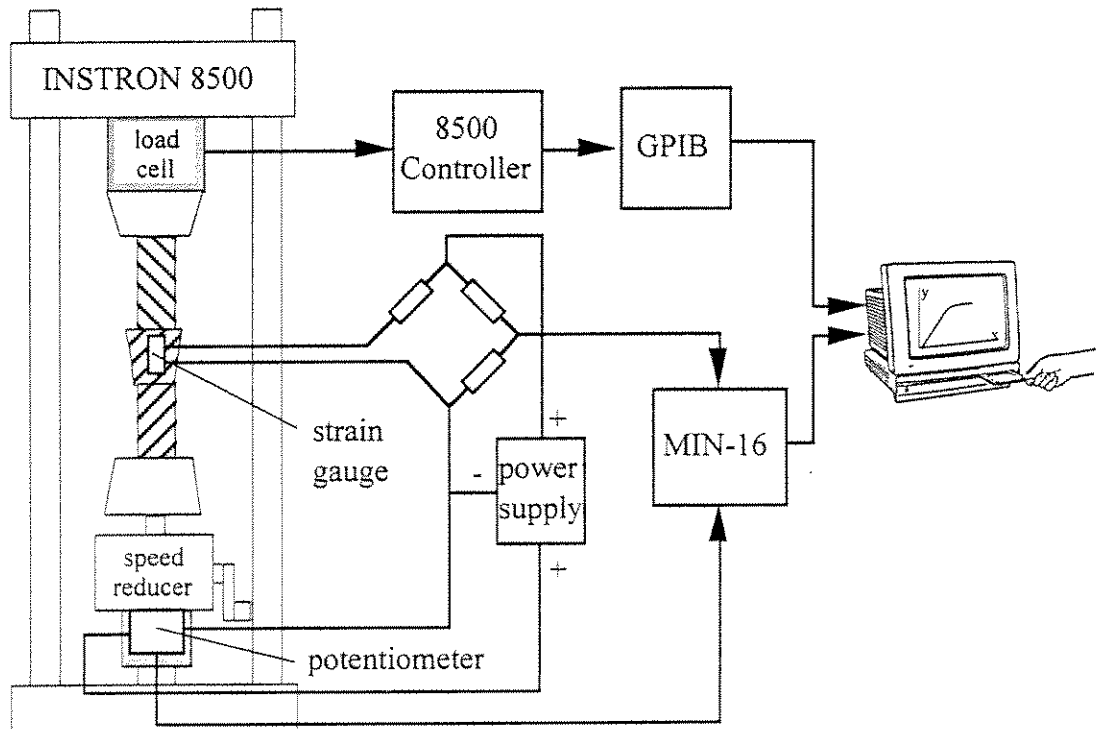 INSTRON 8500
load
cell
8500
Controller
GPIB
y
x
strain
gauge
+
-
power
supply
+
MIN-16
speed
reducer
potentiometer